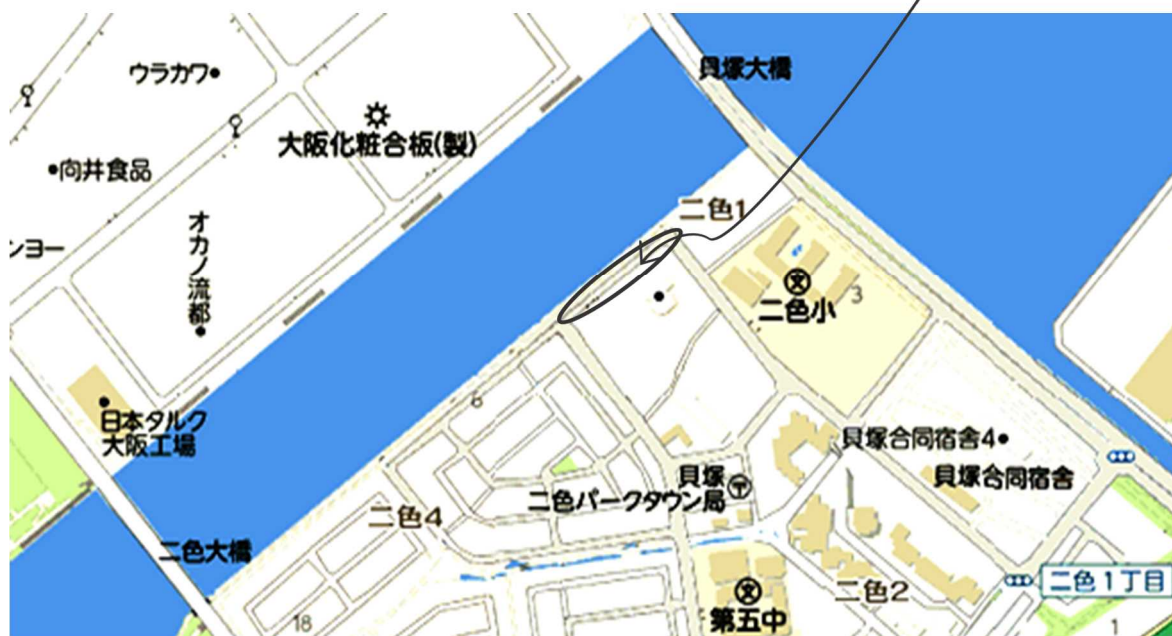 貝塚大橋
ウラカワ
大阪化粧合板(製)
向井食品
二色1
オカノ流都
ンヨー
3
二色小
6
日本タルク
大阪工場
貝塚合同宿舎4
貝塚合同宿舎
貝塚
二色パークタウン局
二色4
二色大橋
二色1丁目
二色2
第五中
18
1